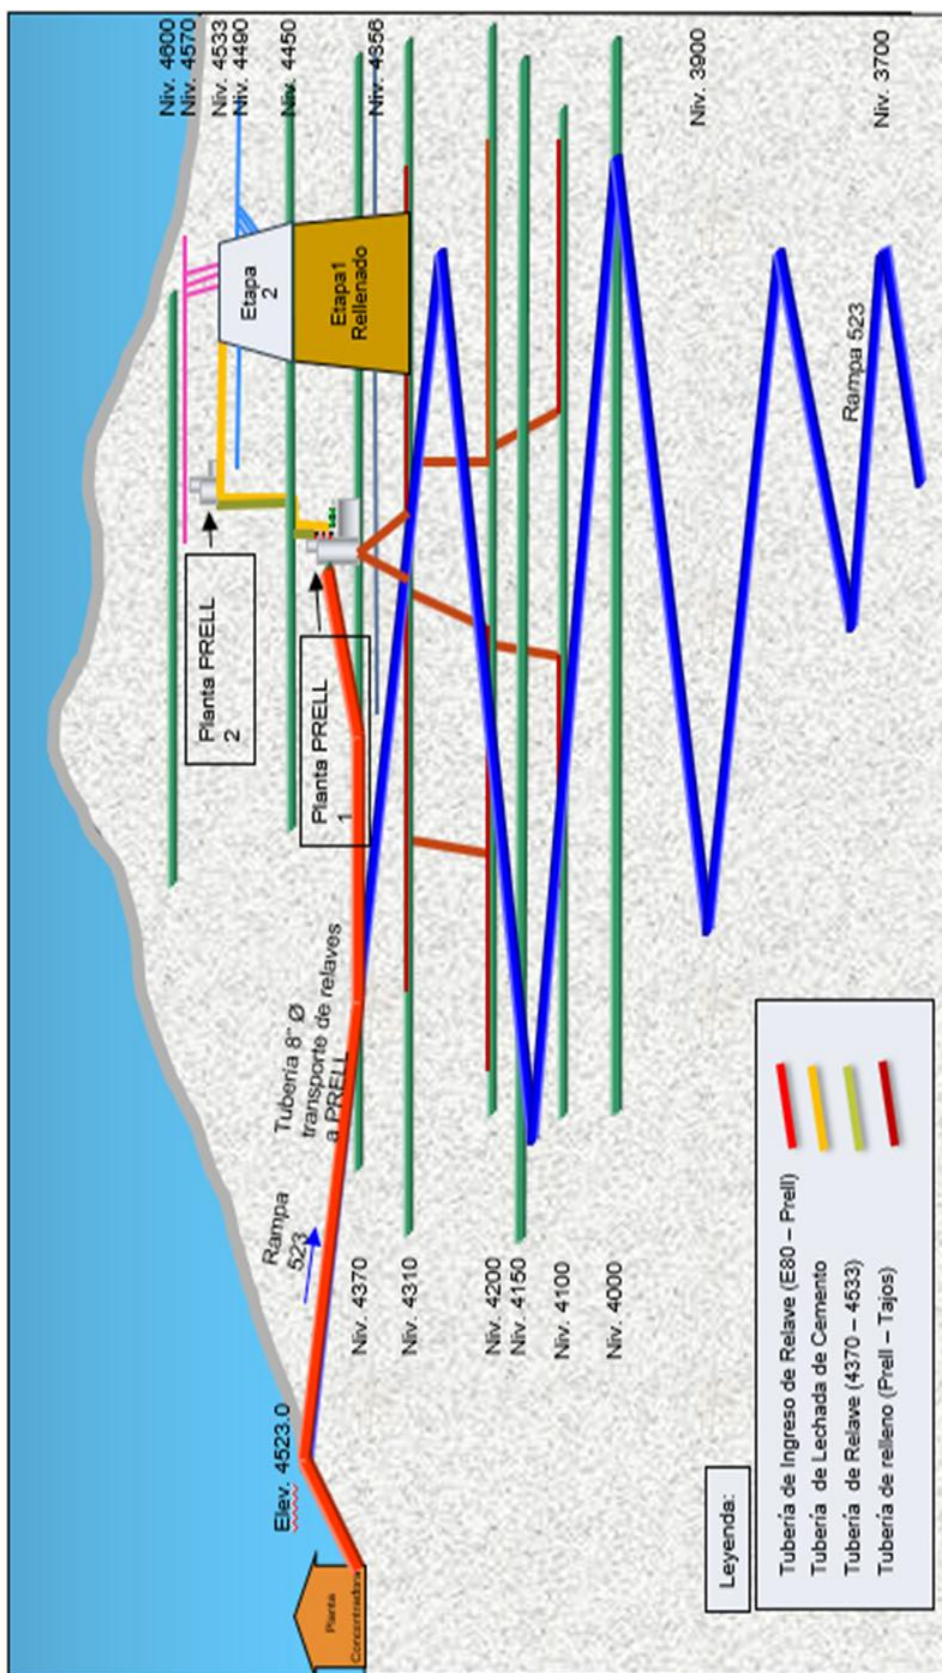 Niv. 4600
Niv. 4570
Niv. 4533
Niv. 4490
Niv. 4450
Niv. 4356
Niv. 3900
Niv. 3700
Etapa
2
Etapa1
Rellenado
Rampa 523
Planta PRELL
2
Planta PRELL
1
Tubería 8" Ø
transporte de relaves
a PRELL
Rampa
523
Elev. 4523.0
Niv. 4370
Niv. 4310
Niv. 4200
Niv. 4150
Niv. 4100
Niv. 4000
Planta
Concentradora
Leyenda:
Tubería de Ingreso de Relave (E80 – Prell)
Tubería de Lechada de Cemento
Tubería de Relave (4370 – 4533)
Tubería de relleno (Prell – Tajos)